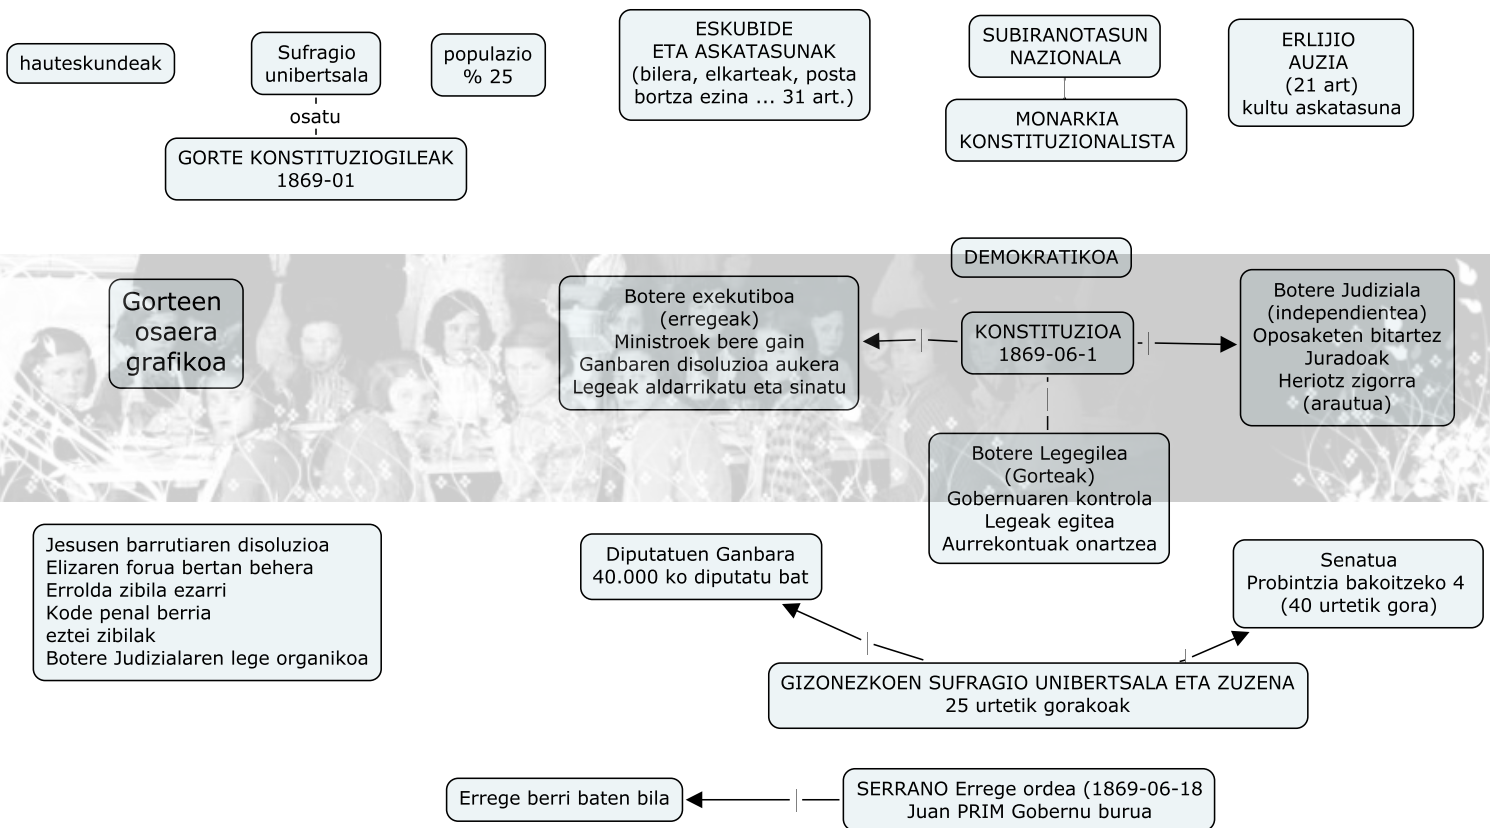 hauteskundeak
Sufragio
unibertsala
osatu
GORTE KONSTITUZIOGILEAK
1869-01
populazio
% 25
ESKUBIDE
ETA ASKATASUNAK
(bilera, elkarteak, posta
bortza ezina ... 31 art.)
SUBIRANOTASUN
NAZIONALA
MONARKIA
KONSTITUZIONALISTA
ERLIJIO
AUZIA
(21 art)
kultu askatasuna
Gorteen
osaera
grafikoa
Botere exekutiboa
(erregeak)
Ministroek bere gain
Ganbaren disoluzioa aukera
Legeak aldarrikatu eta sinatu
DEMOKRATIKOA
KONSTITUZIOA
1869-06-1
Botere Judiziala
(independientea)
Oposaketen bitartez
Juradoak
Heriotz zigorra
(arautua)
Botere Legegilea
(Gorteak)
Gobernuaren kontrola
Legeak egitea
Aurrekontuak onartzea
Jesusen barrutiaren disoluzioa
Elizaren forua bertan behera
Errolda zibila ezarri
Kode penal berria
eztei zibilak
Botere Judizialaren lege organikoa
Diputatuen Ganbara
40.000 ko diputatu bat
Senatua
Probintzia bakoitzeko 4
(40 urtetik gora)
GIZONEZKOEN SUFRAGIO UNIBERTSALA ETA ZUZENA
25 urtetik gorakoak
Errege berri baten bila
SERRANO Errege ordea (1869-06-18
Juan PRIM Gobernu burua